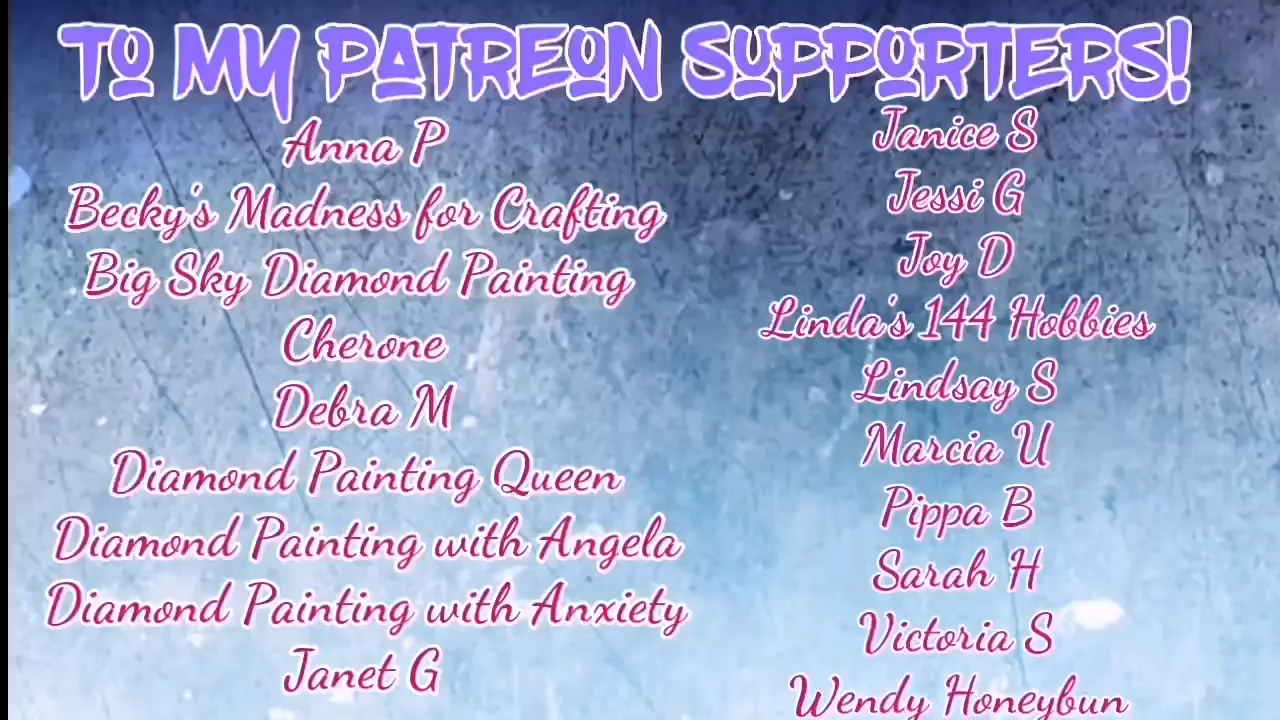 TO MY PATREON SUPPORTERS!
Anna P
Becky's Madness for Crafting
Big Sky Diamond Painting
Cherone
Debra M
Diamond Painting Queen
Diamond Painting with Angela
Diamond Painting with Anxiety
Janet G
Janice S
Jessi G
Joy D
Linda's 144 Hobbies
Lindsay S
Marcia U
Pippa B
Sarah H
Victoria S
Wendy Honeybun